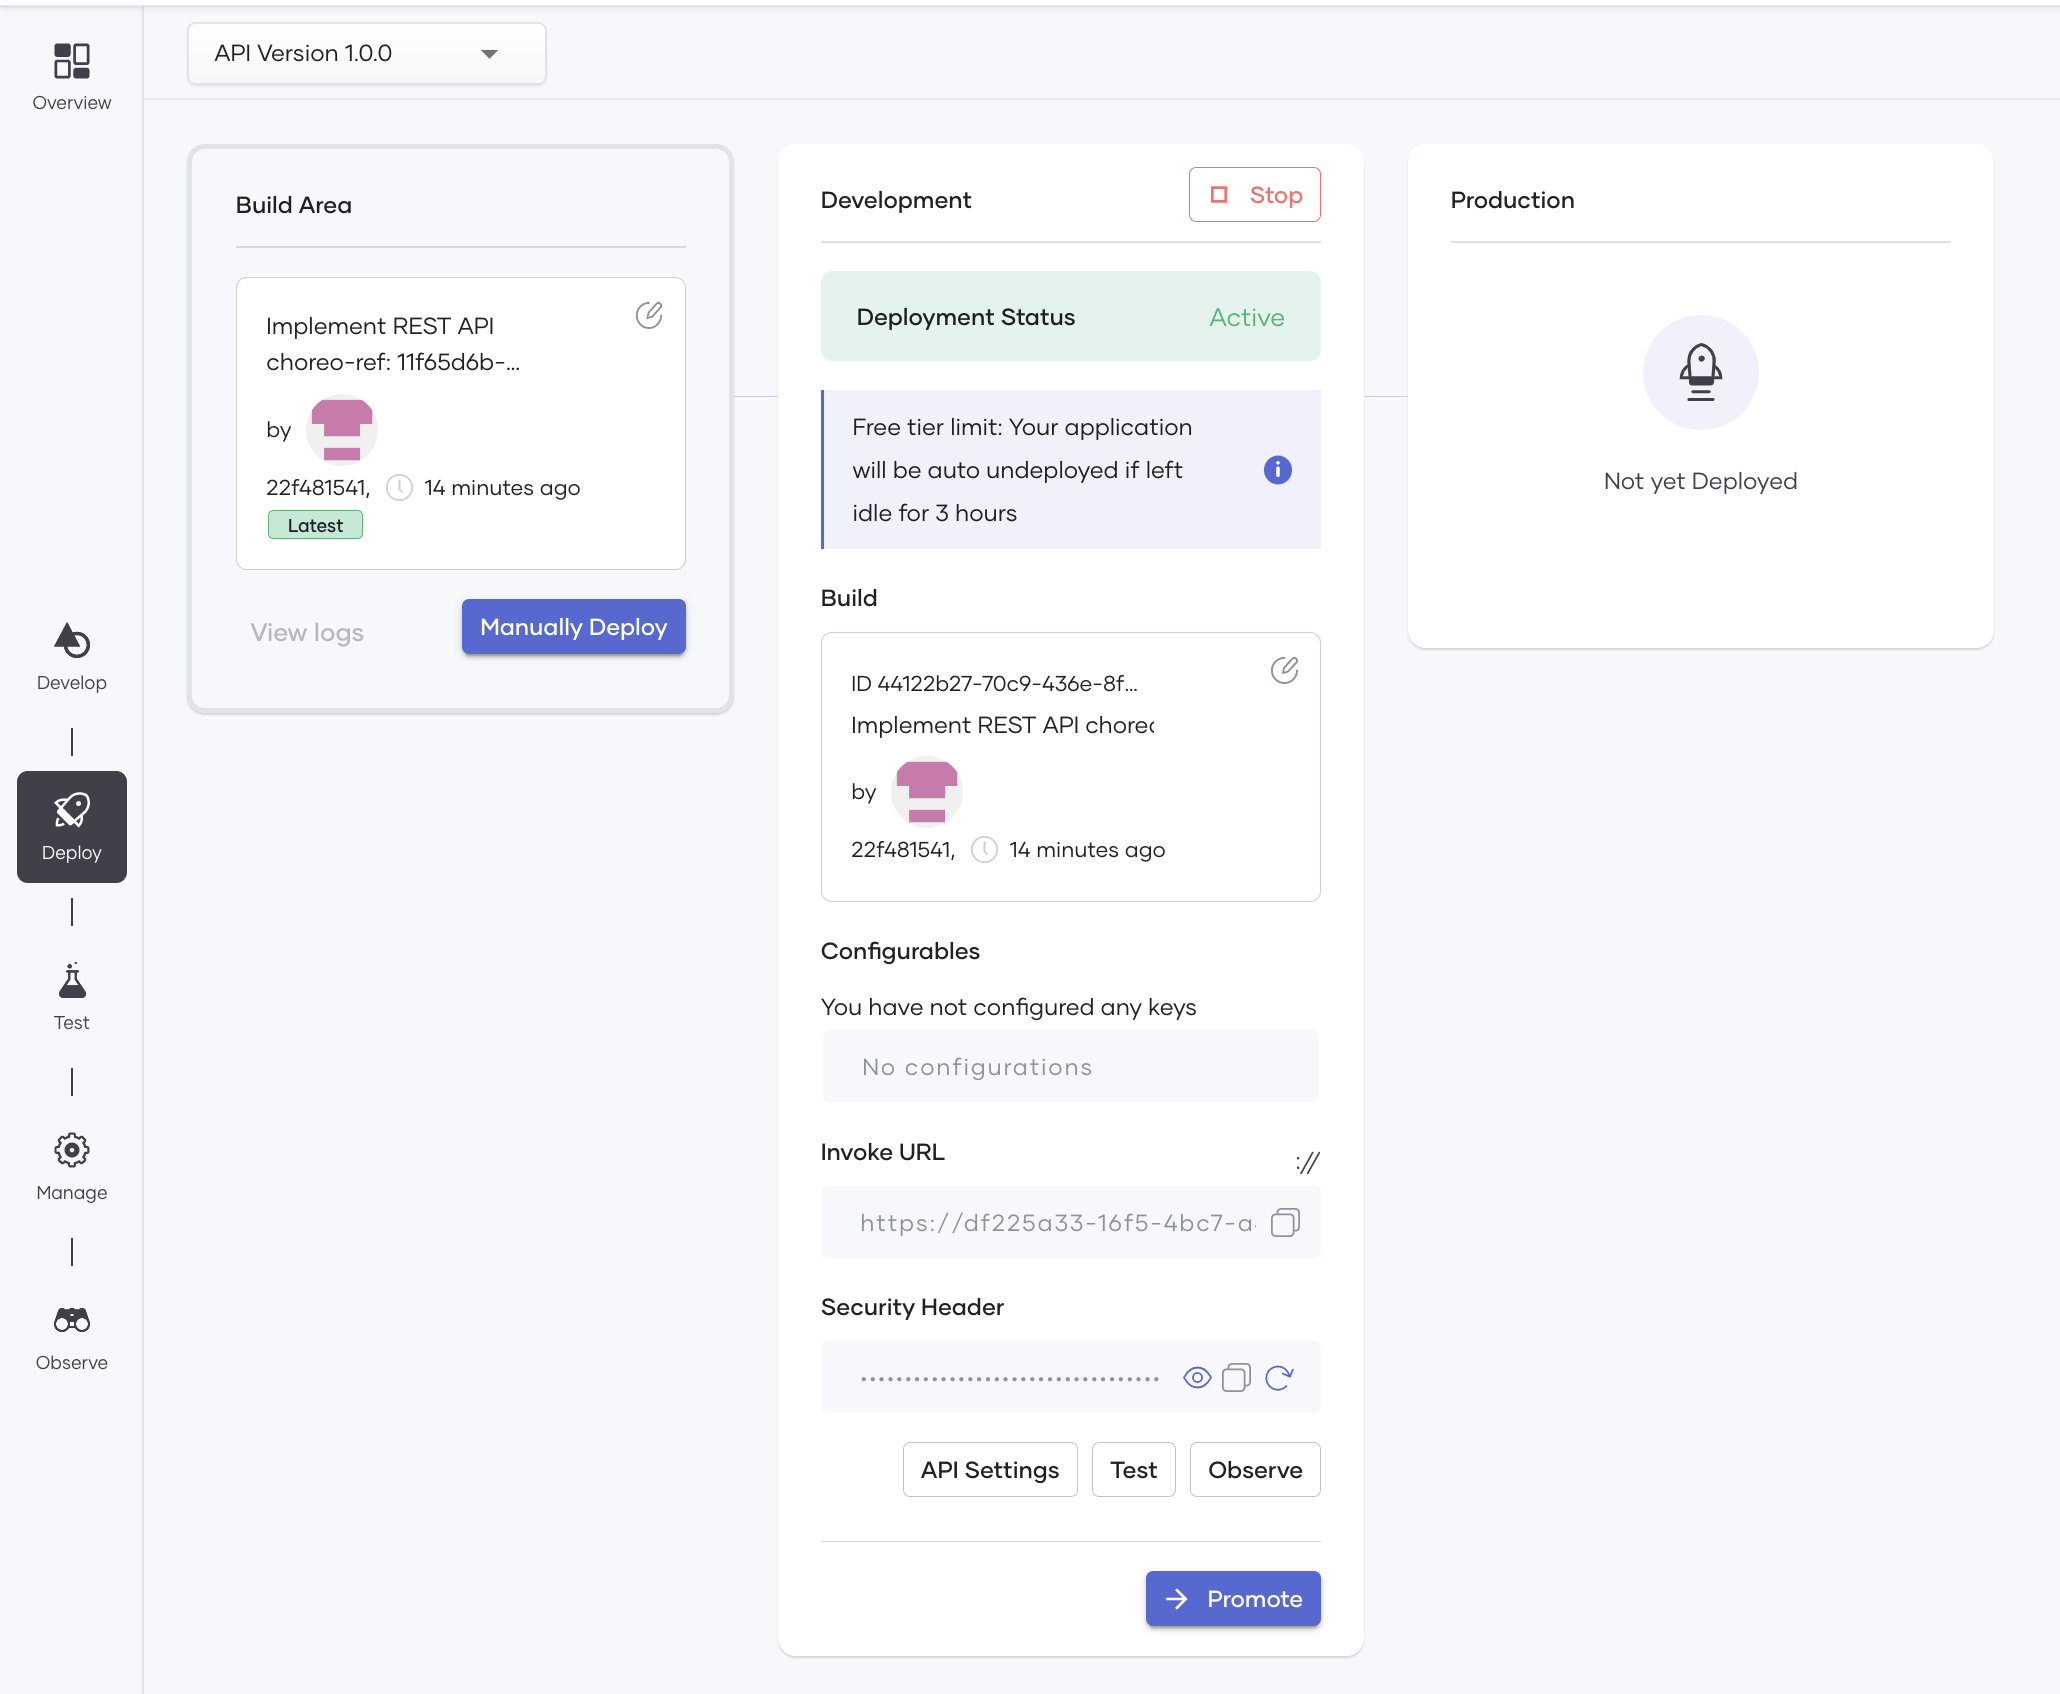 API Version 1.0.0
Overview
Develop
Deploy
Test
Manage
Observe
Build Area
Implement REST API
choreo-ref: 11f65d6b-...
by
22f481541,
14 minutes ago
Latest
View logs
Manually Deploy
Development
Stop
Deployment Status
Active
Free tier limit: Your application
will be auto undeployed if left
idle for 3 hours
Build
ID 44122b27-70c9-436e-8f...
Implement REST API choreo
by
22f481541,
14 minutes ago
Configurables
You have not configured any keys
No configurations
Invoke URL
://
https://df225a33-16f5-4bc7-a
Security Header
API Settings
Test
Observe
Promote
Production
Not yet Deployed